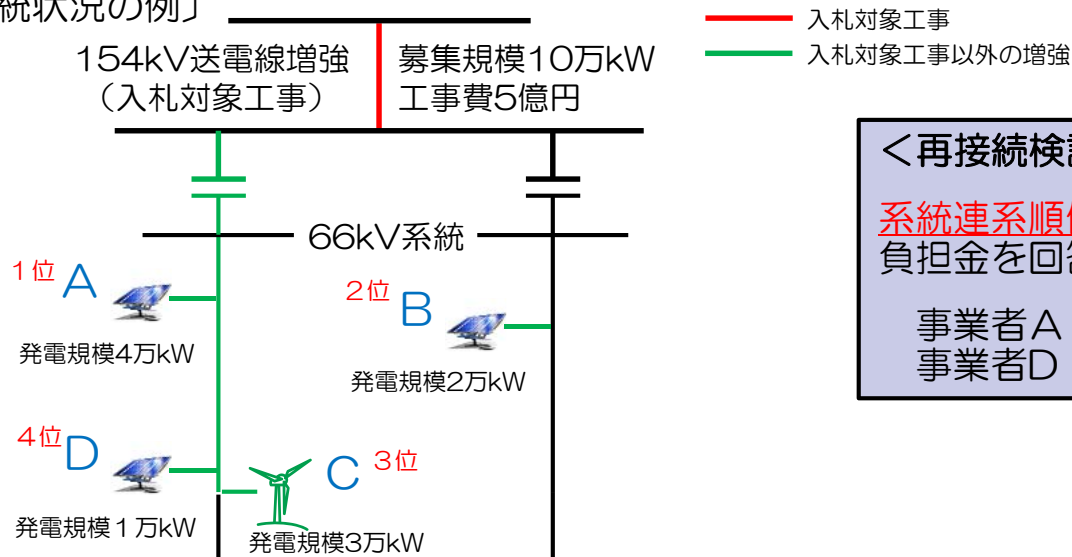 統状況の例〕
入札対象工事
入札対象工事以外の増強
154kV送電線増強
（入札対象工事）
募集規模10万kW
工事費5億円
＜再接続検
系統連系順
負担金を回
事業者A
事業者D
66kV系統
1位 A
発電規模4万kW
2位 B
発電規模2万kW
4位 D
発電規模１万kW
C 3位
発電規模3万kW